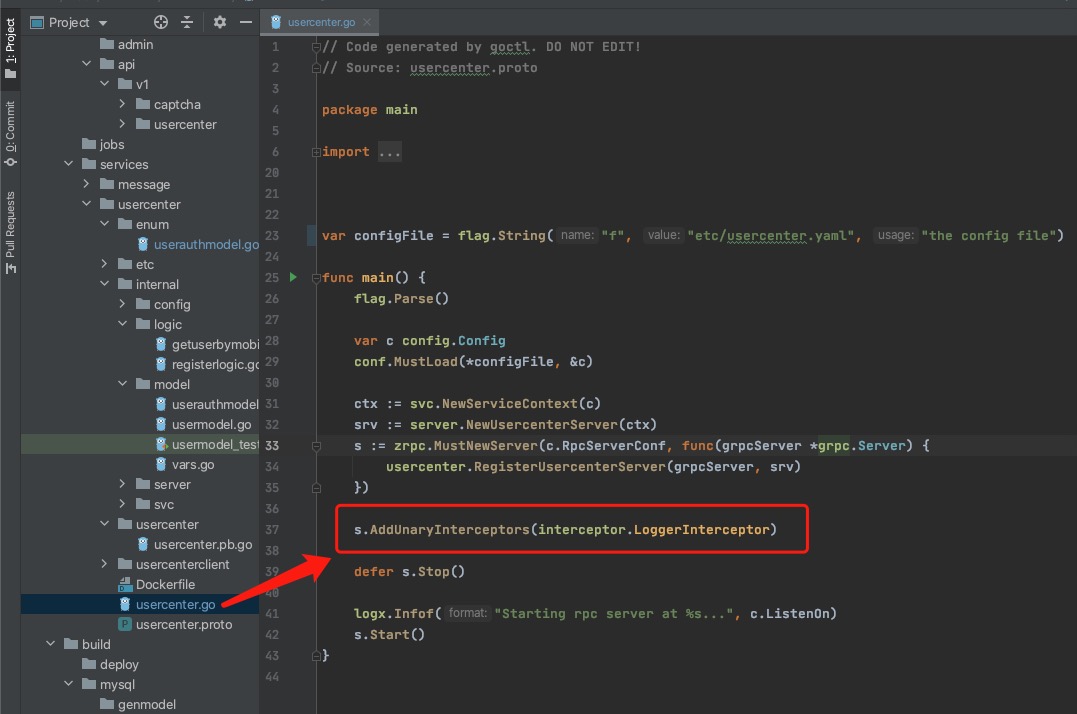 Project
usercenter.go
1: Project
0: Commit
Pull Requests
admin
api
v1
captcha
usercenter
jobs
services
message
usercenter
enum
userauthmodel.go
etc
internal
config
logic
getuserbymobi
registerlogic.go
model
userauthmodel
usermodel.go
usermodel_test
vars.go
server
svc
usercenter
usercenter.pb.go
usercenterclient
Dockerfile
usercenter.go
usercenter.proto
build
deploy
mysql
genmodel
1 // Code generated by goctl. DO NOT EDIT!
2 // Source: usercenter.proto
3
4 package main
5
6 import ...
20
21
22
23 var configFile = flag.String( name: "f", value: "etc/usercenter.yaml", usage: "the config file")
24
25 func main() {
26 flag.Parse()
27
28 var c config.Config
29 conf.MustLoad(*configFile, &c)
30
31 ctx := svc.NewServiceContext(c)
32 srv := server.NewUsercenterServer(ctx)
33 s := zrpc.MustNewServer(c.RpcServerConf, func(grpcServer *grpc.Server) {
34 usercenter.RegisterUsercenterServer(grpcServer, srv)
35 })
36
37 s.AddUnaryInterceptors(interceptor.LoggerInterceptor)
38
39 defer s.Stop()
40
41 logx.Infof( format: "Starting rpc server at %s...", c.ListenOn)
42 s.Start()
43 }
44